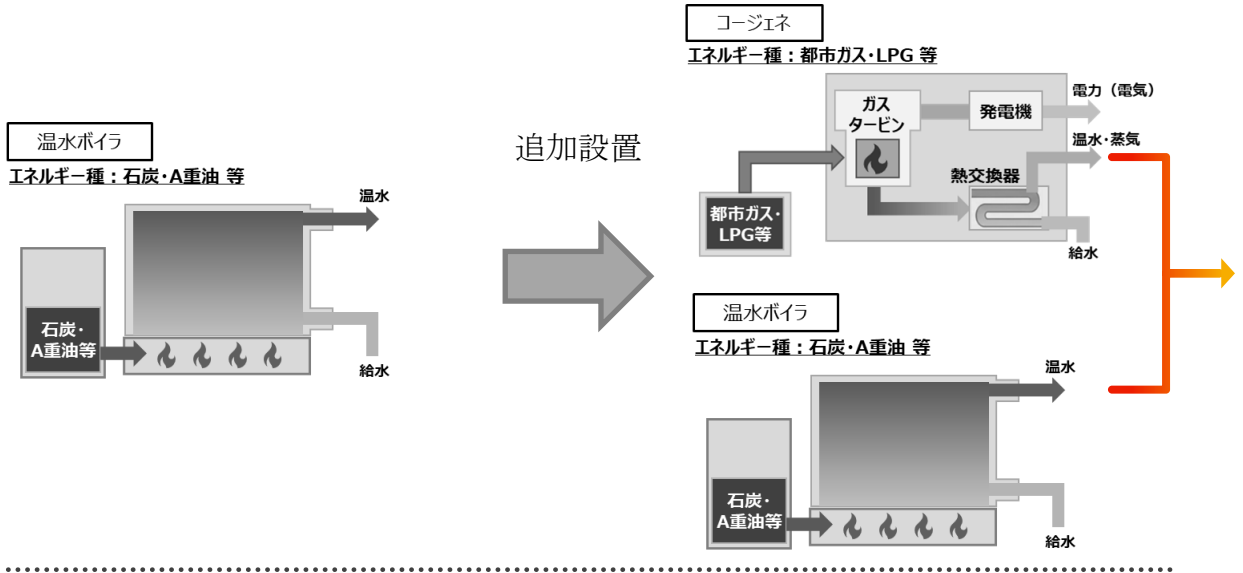 温水ボイラ
エネルギー種：石炭・A重油 等
温水
石炭・
A重油等
給水
追加設置
コージェネ
エネルギー種：都市ガス・LPG 等
ガス
タービン
発電機
電力（電気）
温水・蒸気
熱交換器
都市ガス・
LPG等
給水
温水ボイラ
エネルギー種：石炭・A重油 等
温水
石炭・
A重油等
給水